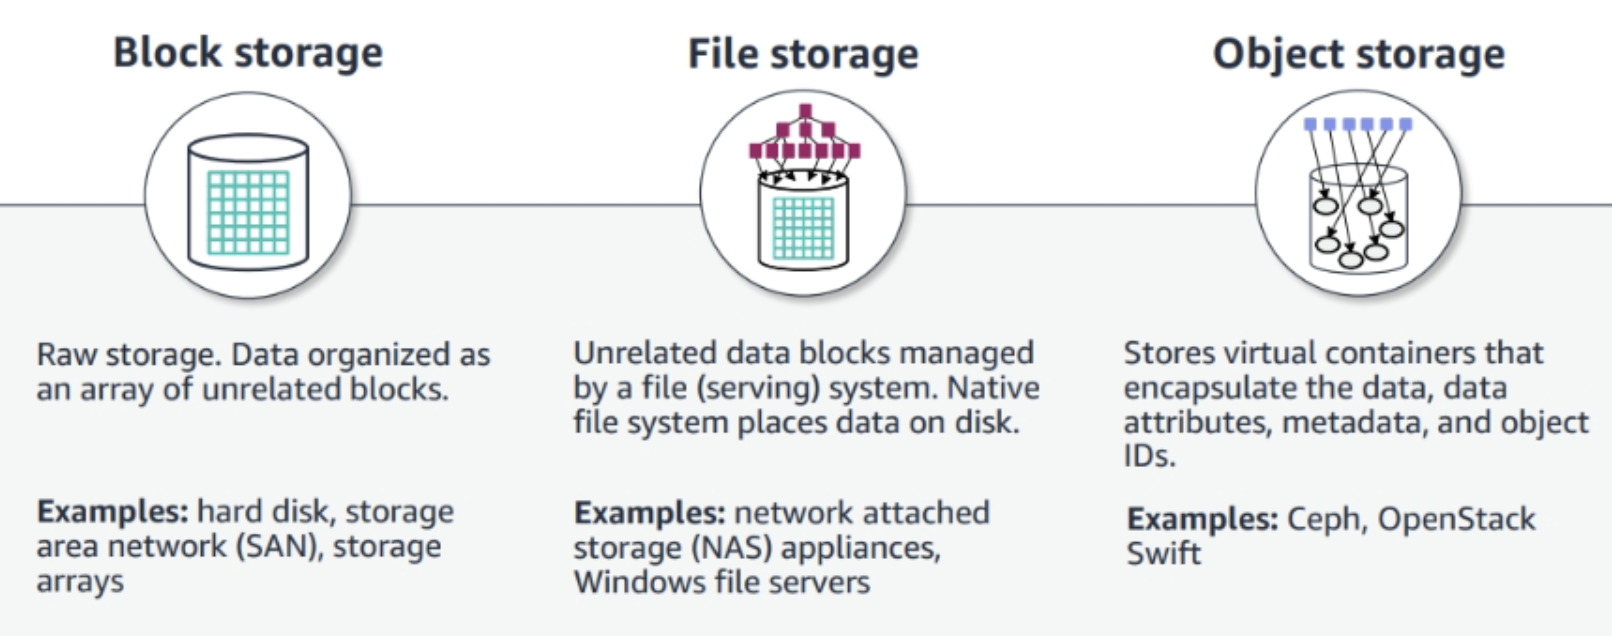 Block storage
Raw storage. Data organized as
an array of unrelated blocks.
Examples: hard disk, storage
area network (SAN), storage
arrays
File storage
Unrelated data blocks managed
by a file (serving) system. Native
file system places data on disk.
Examples: network attached
storage (NAS) appliances,
Windows file servers
Object storage
Stores virtual containers that
encapsulate the data, data
attributes, metadata, and object
IDs.
Examples: Ceph, OpenStack
Swift